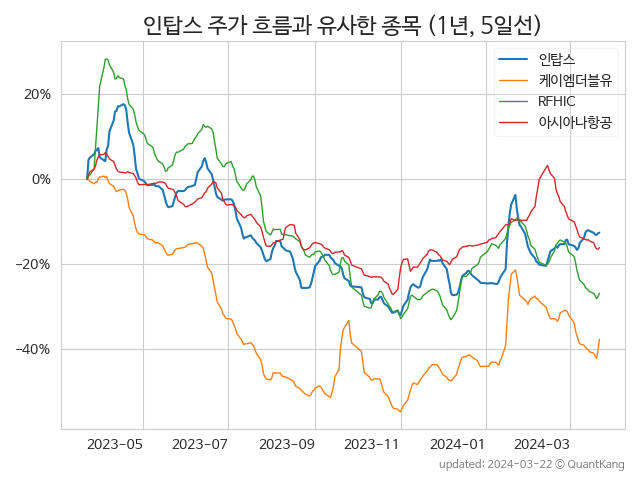 인탑스 주가 흐름과 유사한 종목 (1년, 5일선)
인탑스
케이엔더블유
RFHIC
아시아나항공
20%
0%
−20%
−40%
2023-05 2023-07 2023-09 2023-11 2024-01 2024-03
updated: 2024-03-22 © QuantKang